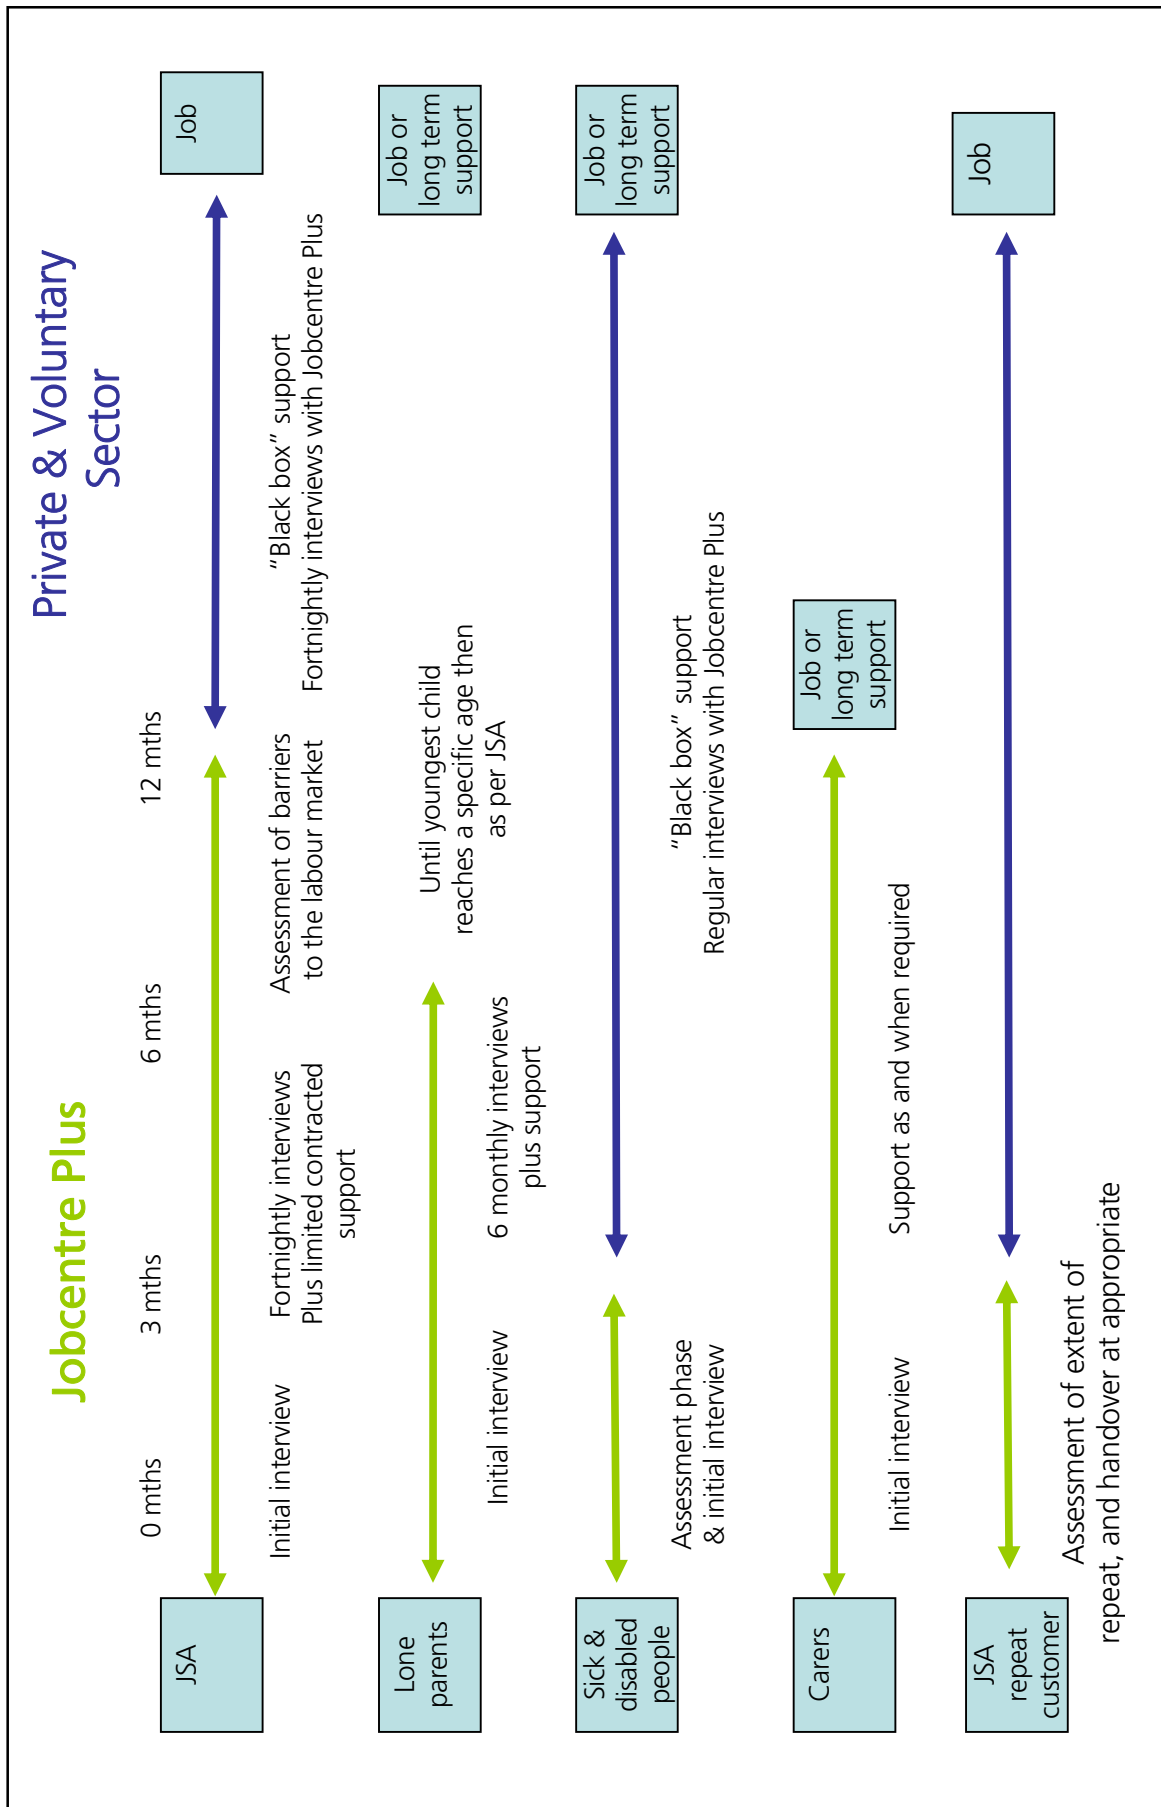 Jobcentre Plus
Private & Voluntary
Sector
0 mths
3 mths
6 mths
12 mths
JSA
Job
Initial interview
Fortnightly interviews
Plus limited contracted
support
Assessment of barriers
to the labour market
“Black box” support
Fortnightly interviews with Jobcentre Plus
Lone
parents
Job or
long term
support
Initial interview
6 monthly interviews
plus support
Until youngest child
reaches a specific age then
as per JSA
Sick &
disabled
people
Job or
long term
support
Assessment phase
& initial interview
“Black box” support
Regular interviews with Jobcentre Plus
Carers
Job or
long term
support
Initial interview
Support as and when required
JSA
repeat
customer
Job
Assessment of extent of
repeat, and handover at appropriate